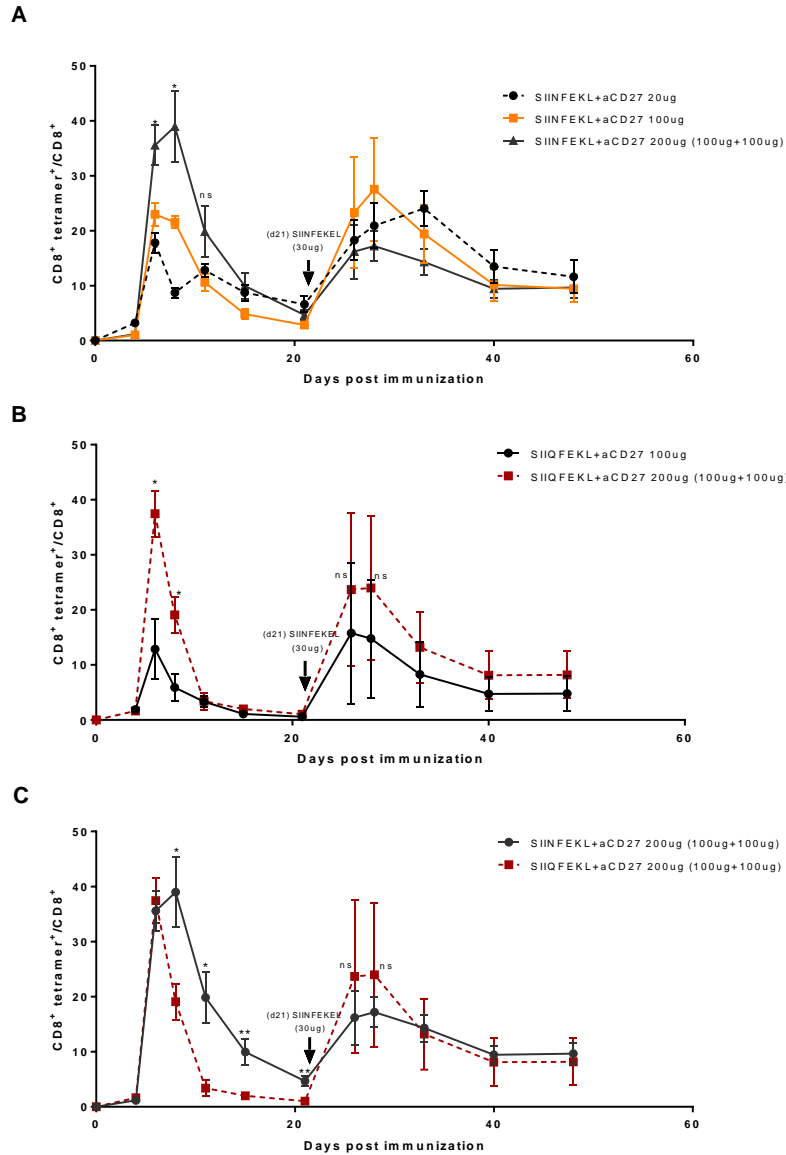 A
50
40
30
20
10
0
CD8+ tetramer+/CD8+
SIINFEKL+aCD27 20ug
SIINFEKL+aCD27 100ug
SIINFEKL+aCD27 200ug (100ug+100ug)
*
*
ns
(d21) SIINFEKEL
(30ug)
0 20 40 60
Days post immunization
B
50
40
30
20
10
0
CD8+ tetramer+/CD8+
SIIQFEKL+aCD27 100ug
SIIQFEKL+aCD27 200ug (100ug+100ug)
*
*
ns ns
(d21) SIINFEKEL
(30ug)
0 20 40 60
Days post immunization
C
50
40
30
20
10
0
CD8+ tetramer+/CD8+
SIINFEKL+aCD27 200ug (100ug+100ug)
SIIQFEKL+aCD27 200ug (100ug+100ug)
*
*
**
**
ns ns
(d21) SIINFEKEL
(30ug)
0 20 40 60
Days post immunization